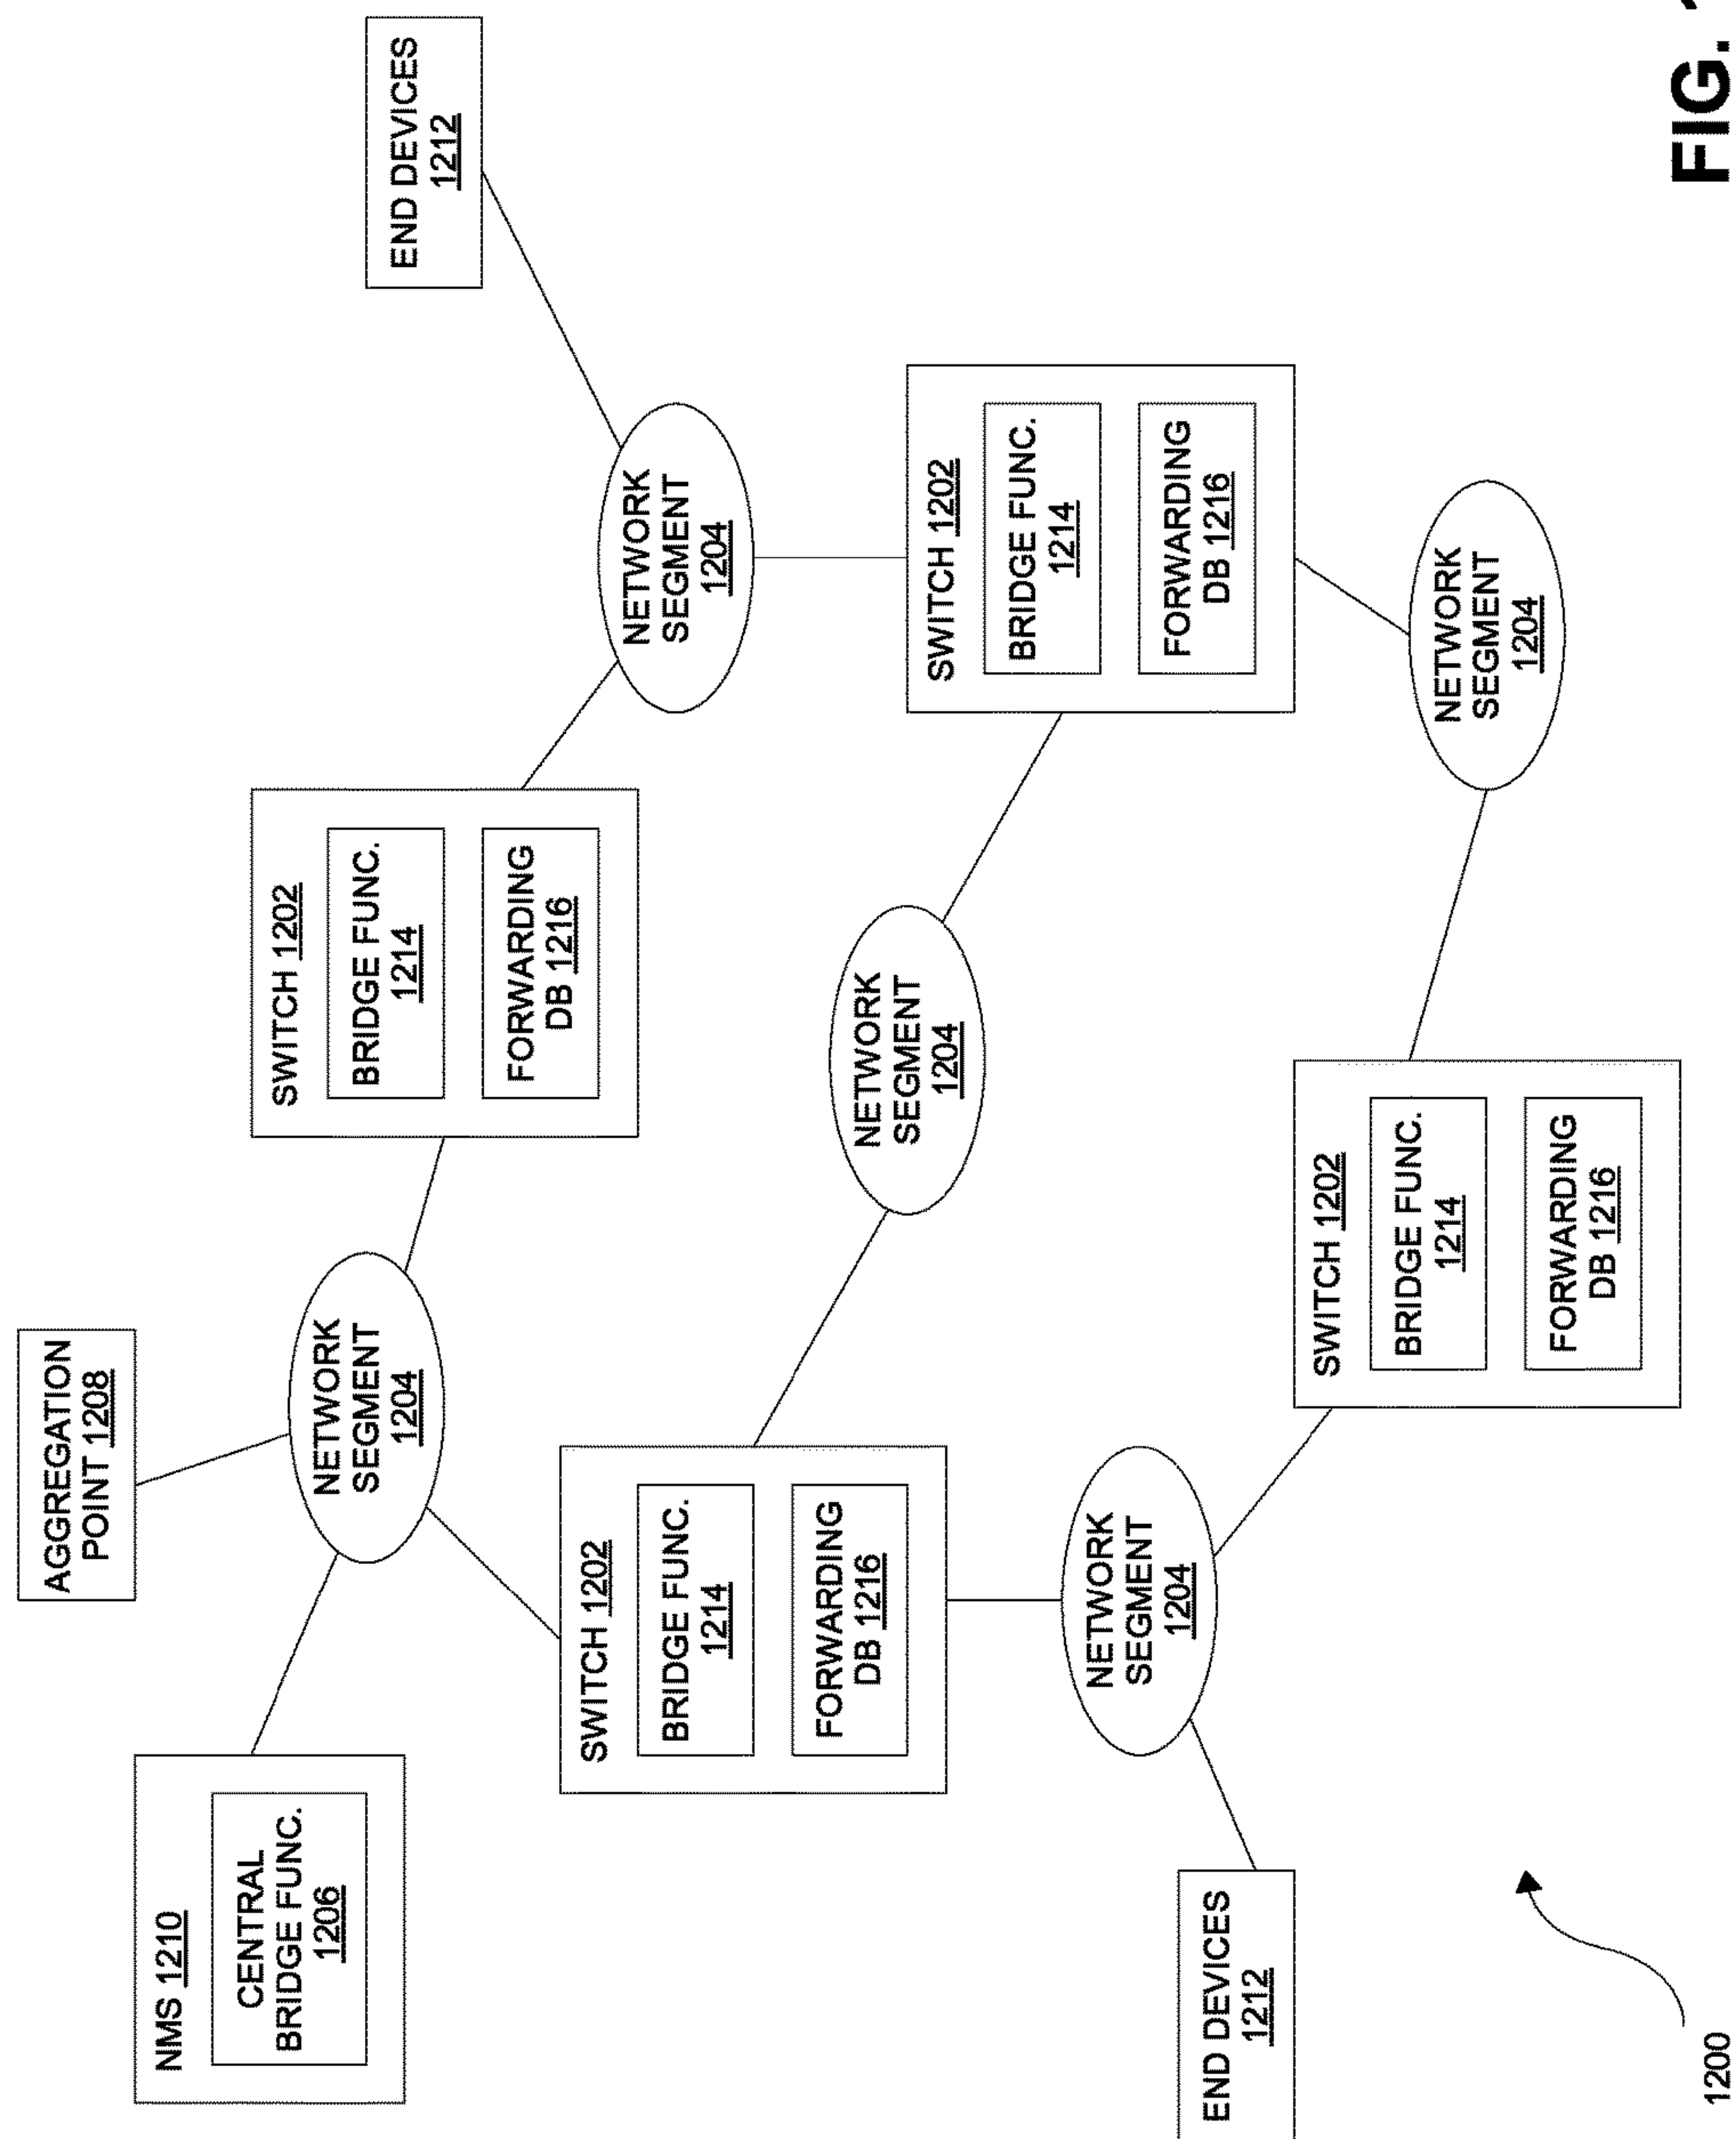 AGGREGATION
POINT 1208
NMS 1210
CENTRAL
BRIDGE FUNC.
1206
NETWORK
SEGMENT
1204
SWITCH 1202
BRIDGE FUNC.
1214
FORWARDING
DB 1216
END DEVICES
1212
SWITCH 1202
BRIDGE FUNC.
1214
FORWARDING
DB 1216
NETWORK
SEGMENT
1204
NETWORK
SEGMENT
1204
SWITCH 1202
BRIDGE FUNC.
1214
FORWARDING
DB 1216
NETWORK
SEGMENT
1204
END DEVICES
1212
SWITCH 1202
BRIDGE FUNC.
1214
FORWARDING
DB 1216
NETWORK
SEGMENT
1204
1200
FIG.